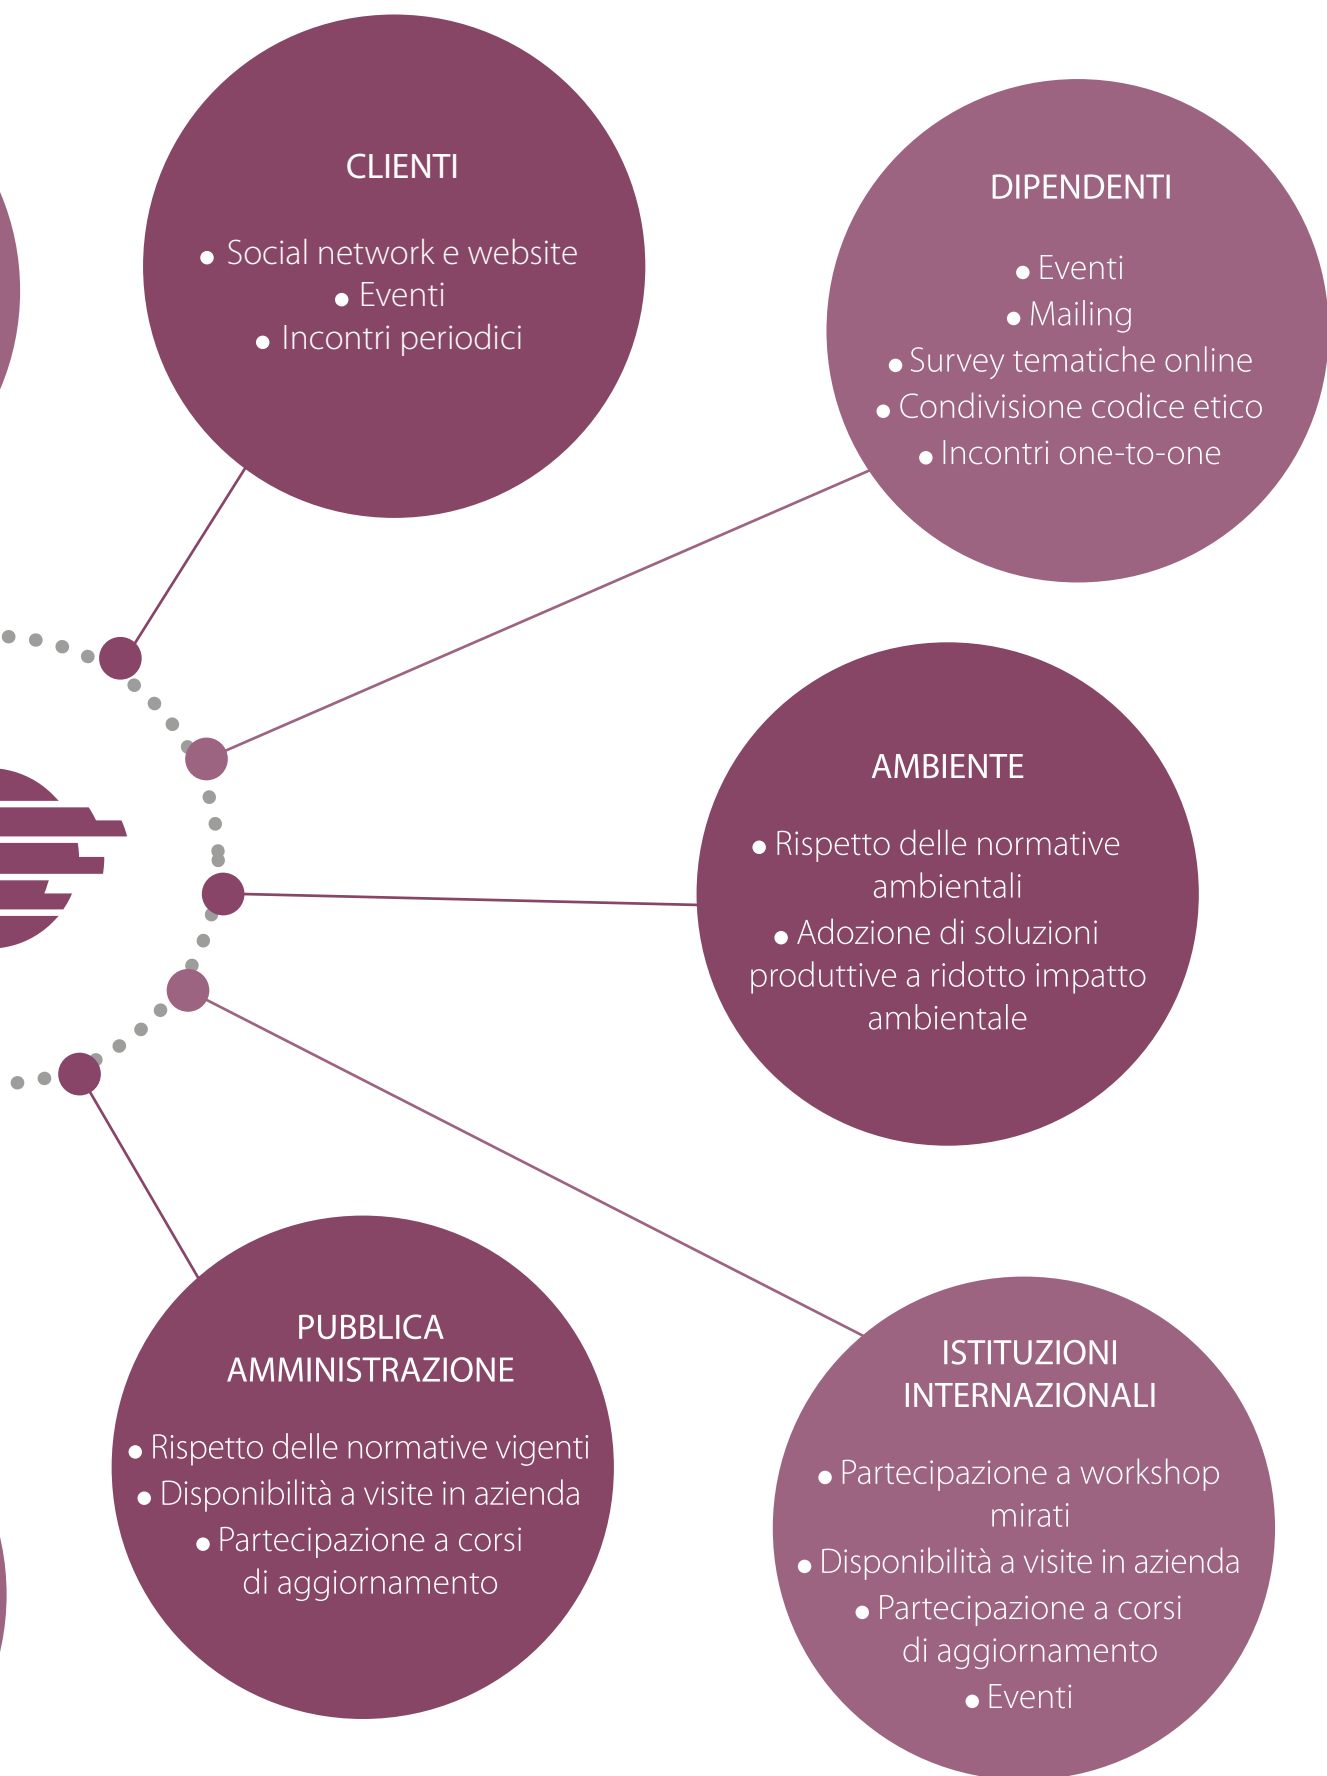 CLIENTI
● Social network e website
● Eventi
● Incontri periodici
DIPENDENTI
● Eventi
● Mailing
● Survey tematiche online
● Condivisione codice etico
● Incontri one-to-one
AMBIENTE
● Rispetto delle normative
ambientali
● Adozione di soluzioni
produttive a ridotto impatto
ambientale
PUBBLICA
AMMINISTRAZIONE
● Rispetto delle normative vigenti
● Disponibilità a visite in azienda
● Partecipazione a corsi
di aggiornamento
ISTITUZIONI
INTERNAZIONALI
● Partecipazione a workshop
mirati
● Disponibilità a visite in azienda
● Partecipazione a corsi
di aggiornamento
● Eventi